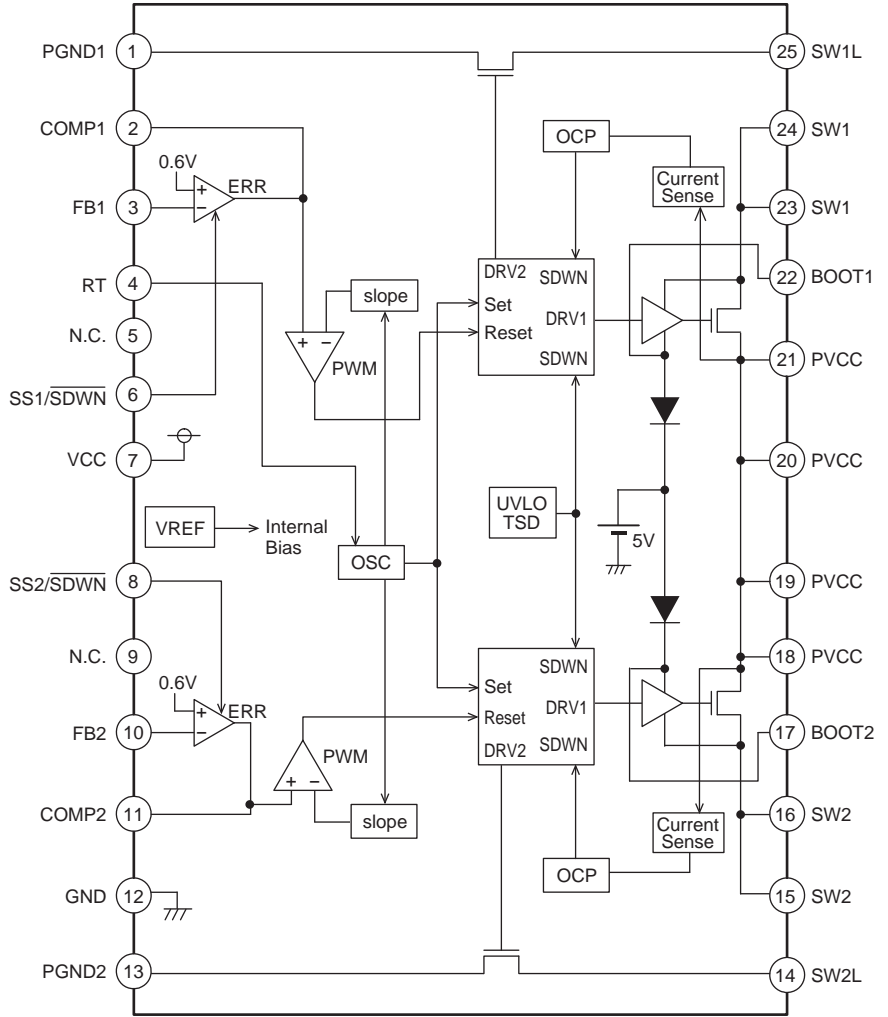 PGND1
1
25
SW1L
COMP1
2
OCP
24
SW1
0.6V
+
ERR
Current
Sense
FB1
3
−
23
SW1
RT
4
DRV2
SDWN
22
BOOT1
slope
Set
DRV1
N.C.
5
+ −
Reset
PWM
SDWN
21
PVCC
SS1/SDWN
6
VCC
7
20
PVCC
UVLO
TSD
VREF
Internal
Bias
5V
OSC
SS2/SDWN
8
19
PVCC
N.C.
9
SDWN
18
PVCC
0.6V
+
ERR
Set
DRV1
FB2
10
−
Reset
17
BOOT2
PWM
DRV2
SDWN
+ −
COMP2
11
slope
Current
Sense
16
SW2
OCP
GND
12
15
SW2
PGND2
13
14
SW2L